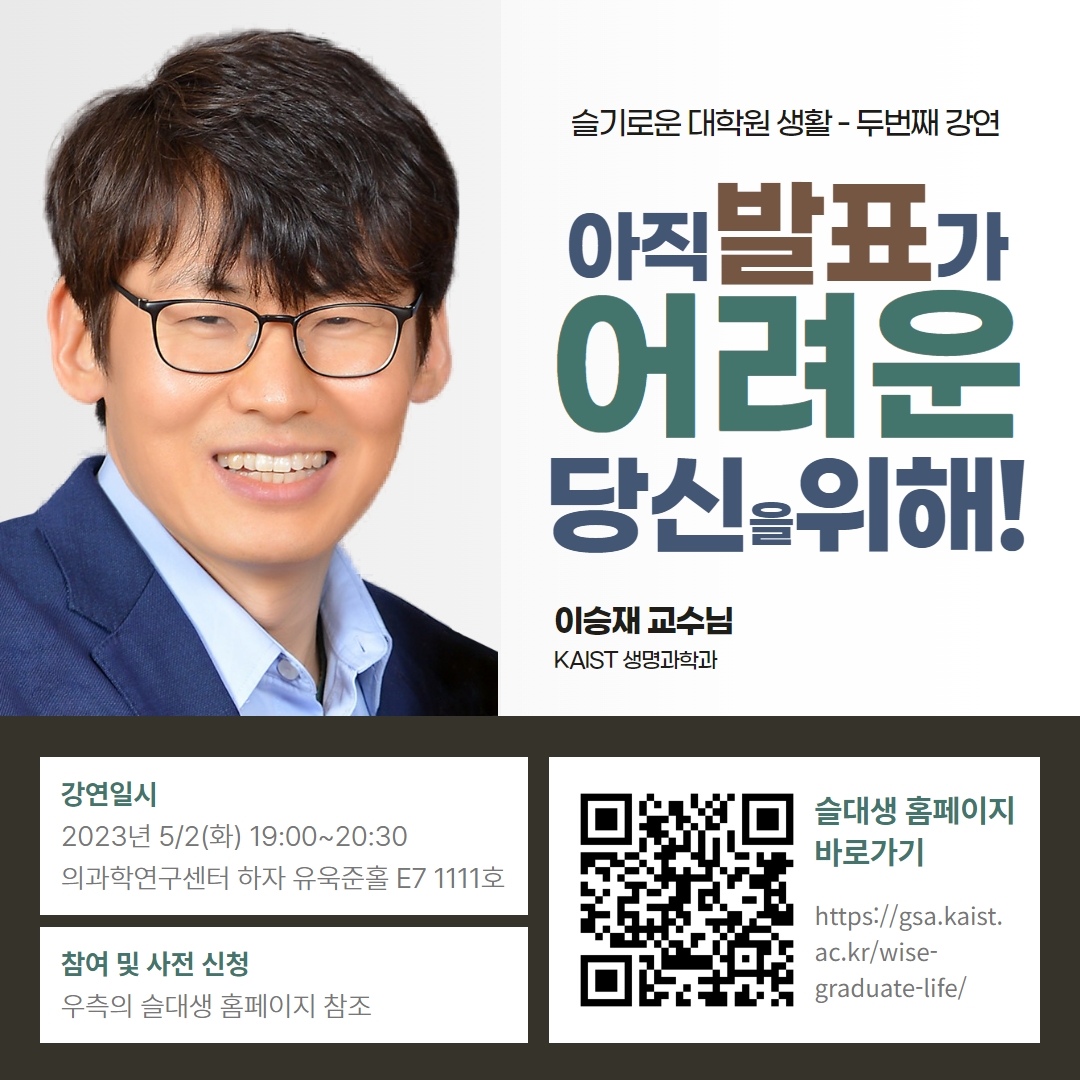 슬기로운 대학원 생활 - 두번째 강연
아직발표가
어려운
당신을위해!
이승재 교수님
KAIST 생명과학과
강연일시
2023년 5/2(화) 19:00~20:30
의과학연구센터 하자 유욱준홀 E7 1111호
참여 및 사전 신청
우측의 슬대생 홈페이지 참조
슬대생 홈페이지
바로가기
https://gsa.kaist.
ac.kr/wise-
graduate-life/